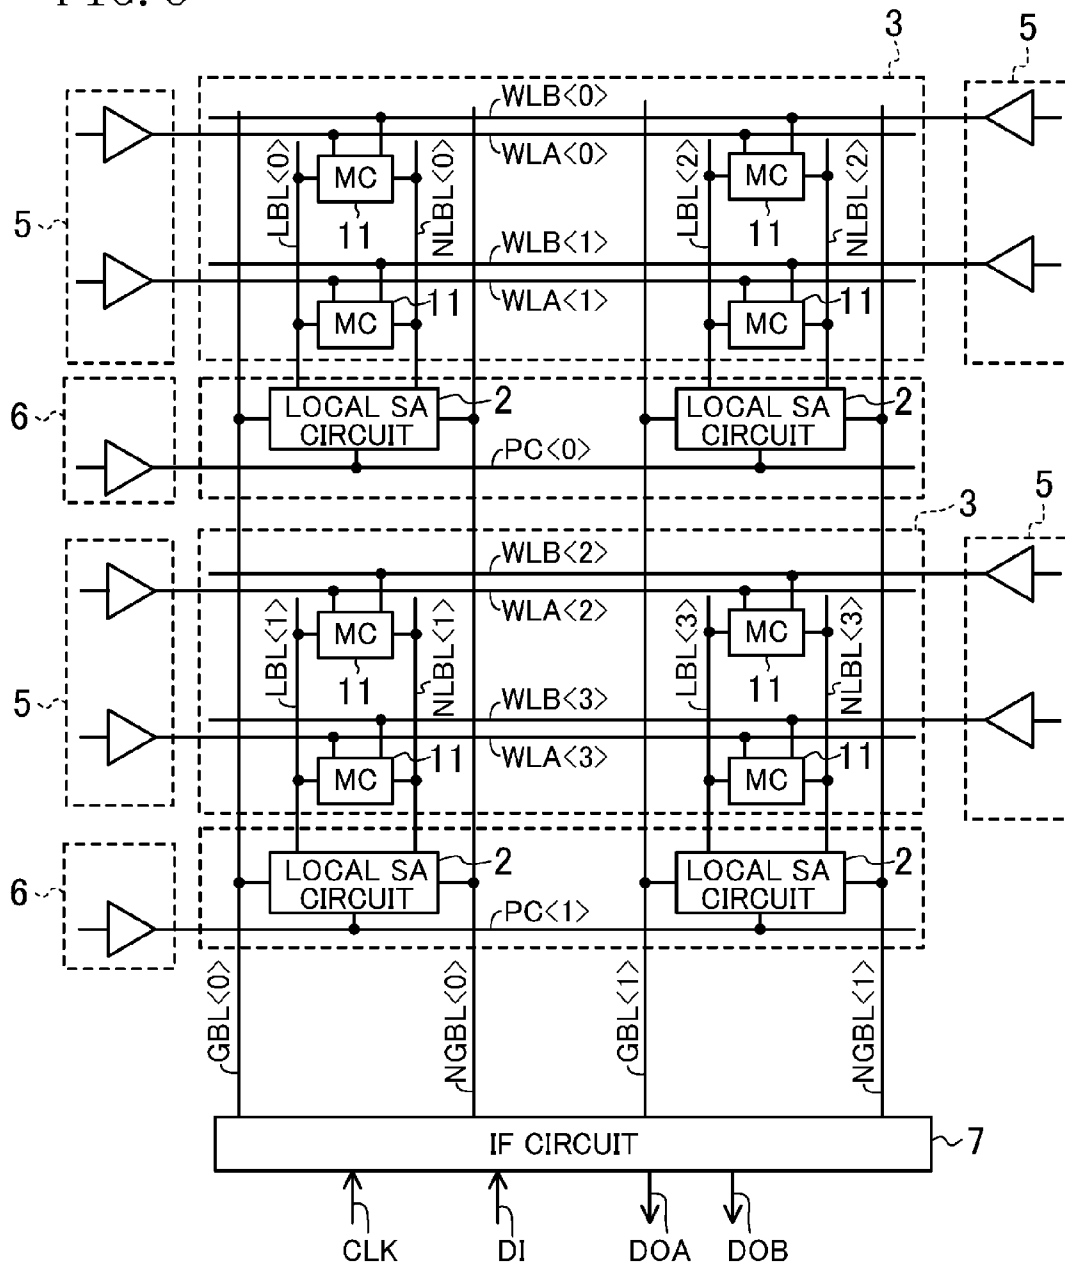 3
5
WLB<0>
WLA<0>
LBL<0>
MC
11
NLBL<0>
LBL<2>
MC
11
NLBL<2>
5
WLB<1>
WLA<1>
MC
11
MC
11
6
LOCAL SA
CIRCUIT
2
LOCAL SA
CIRCUIT
2
PC<0>
3
5
WLB<2>
WLA<2>
LBL<1>
MC
11
NLBL<1>
LBL<3>
MC
11
NLBL<3>
5
WLB<3>
WLA<3>
MC
11
MC
11
6
LOCAL SA
CIRCUIT
2
LOCAL SA
CIRCUIT
2
PC<1>
GBL<0>
NGBL<0>
GBL<1>
NGBL<1>
IF CIRCUIT
7
CLK
DI
DOA
DOB